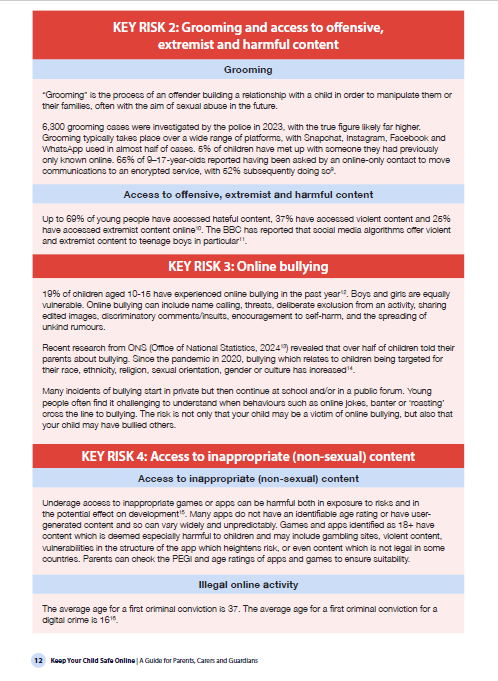 KEY RISK 2: Grooming and access to offensive,
extremist and harmful content
Grooming
“Grooming” is the process of an offender building a relationship with a child in order to manipulate them or
their families, often with the aim of sexual abuse in the future.
6,300 grooming cases were investigated by the police in 2023, with the true figure likely far higher.
Grooming typically takes place over a wide range of platforms, with Snapchat, Instagram, Facebook and
WhatsApp used in almost half of cases. 5% of children have met up with someone they had previously
only known online. 65% of 9–17-year-olds reported having been asked by an online-only contact to move
communications to an encrypted service, with 52% subsequently doing so⁹.
Access to offensive, extremist and harmful content
Up to 69% of young people have accessed hateful content, 37% have accessed violent content and 25%
have accessed extremist content online¹⁰. The BBC has reported that social media algorithms offer violent
and extremist content to teenage boys in particular¹¹.
KEY RISK 3: Online bullying
19% of children aged 10-15 have experienced online bullying in the past year¹². Boys and girls are equally
vulnerable. Online bullying can include name calling, threats, deliberate exclusion from an activity, sharing
edited images, discriminatory comments/insults, encouragement to self-harm, and the spreading of
unkind rumours.
Recent research from ONS (Office of National Statistics, 2024¹³) revealed that over half of children told their
parents about bullying. Since the pandemic in 2020, bullying which relates to children being targeted for
their race, ethnicity, religion, sexual orientation, gender or culture has increased¹⁴.
Many incidents of bullying start in private but then continue at school and/or in a public forum. Young
people often find it challenging to understand when behaviours such as online jokes, banter or ‘roasting’
cross the line to bullying. The risk is not only that your child may be a victim of online bullying, but also that
your child may have bullied others.
KEY RISK 4: Access to inappropriate (non-sexual) content
Access to inappropriate (non-sexual) content
Underage access to inappropriate games or apps can be harmful both in exposure to risks and in
the potential effect on development¹⁵. Many apps do not have an identifiable age rating or have user-
generated content and so can vary widely and unpredictably. Games and apps identified as 18+ have
content which is deemed especially harmful to children and may include gambling sites, violent content,
vulnerabilities in the structure of the app which heightens risk, or even content which is not legal in some
countries. Parents can check the PEGI and age ratings of apps and games to ensure suitability.
Illegal online activity
The average age for a first criminal conviction is 37. The average age for a first criminal conviction for a
digital crime is 16¹⁶.
12 Keep Your Child Safe Online | A Guide for Parents, Carers and Guardians